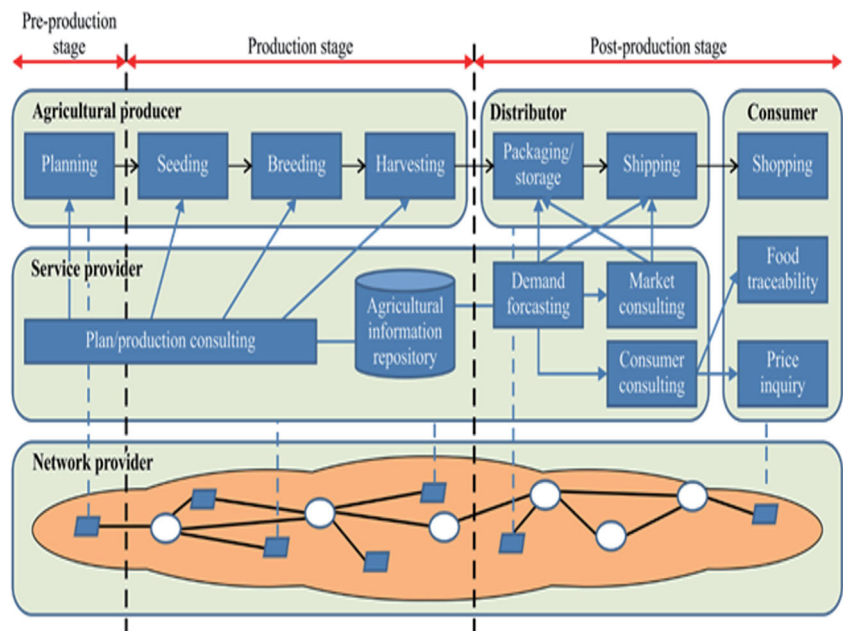 Pre-production
stage
Production stage
Post-production stage
Agricultural producer
Distributor
Consumer
Planning
Seeding
Breeding
Harvesting
Packaging/
storage
Shipping
Shopping
Service provider
Plan/production consulting
Agricultural
information
repository
Demand
forcasting
Market
consulting
Food
traceability
Consumer
consulting
Price
inquiry
Network provider